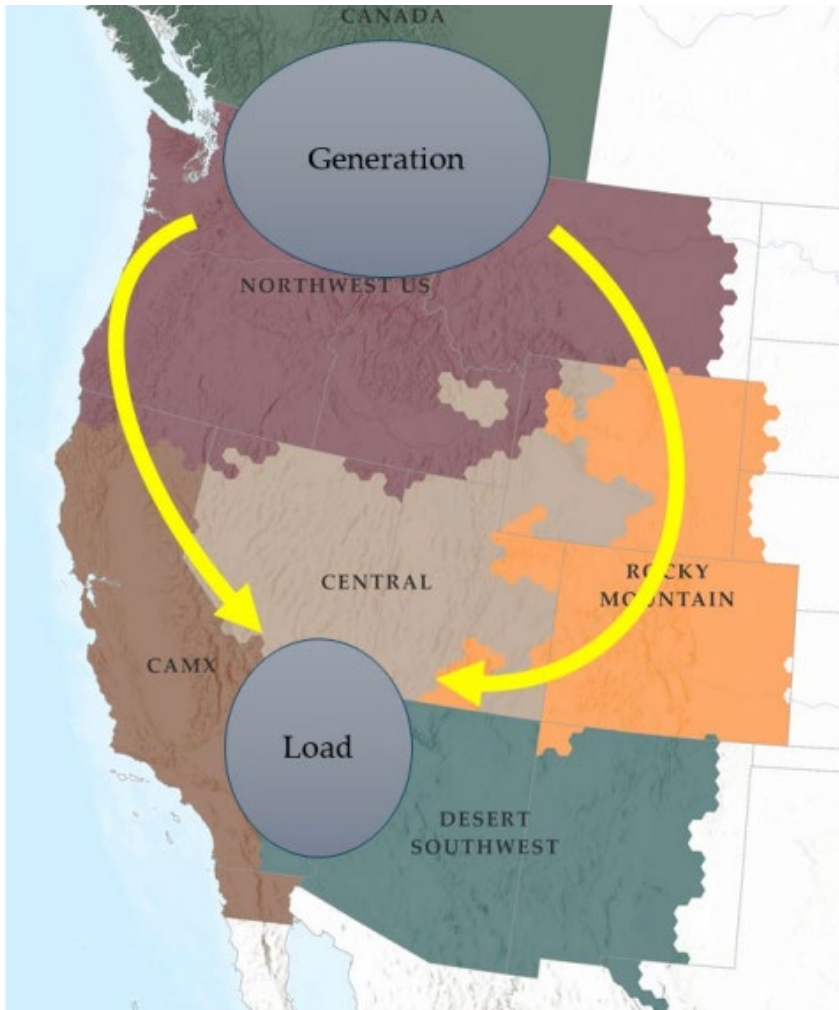 CANADA
Generation
NORTHWEST US
CENTRAL
ROCKY
MOUNTAIN
CAMX
Load
DESERT
SOUTHWEST